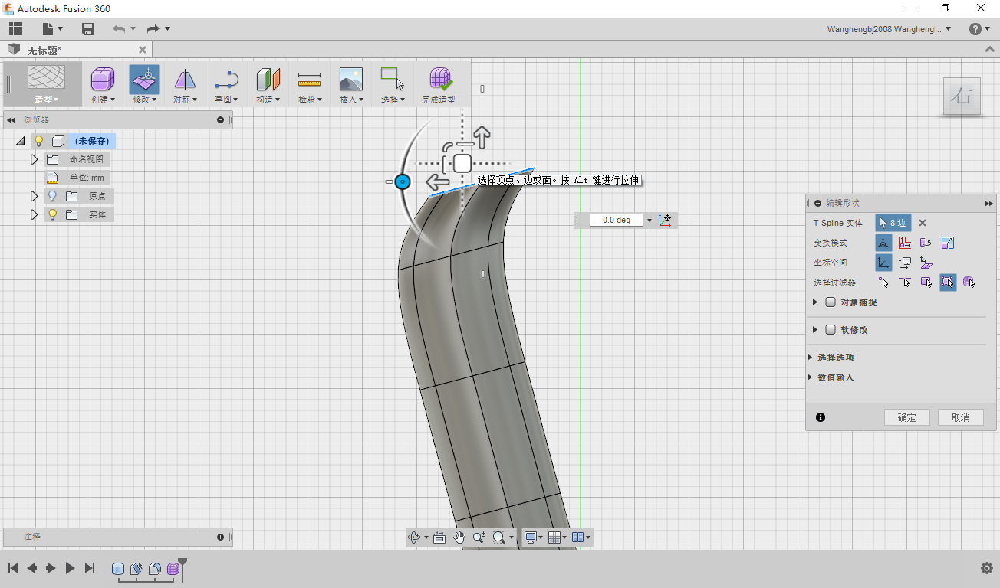 Autodesk Fusion 360
Wanghengbj2008 Wangheng...
无标题*
造型
创建
修改
对称
草图
构造
检验
插入
选择
完成造型
右
浏览器
(未保存)
命名视图
单位: mm
原点
实体
选择顶点、边或面。按 Alt 键进行拉伸
0.0 deg
编辑形状
T-Spline 实体
8 边
变换模式
坐标空间
选择过滤器
对象捕捉
软修改
选择选项
数值输入
确定
取消
注释